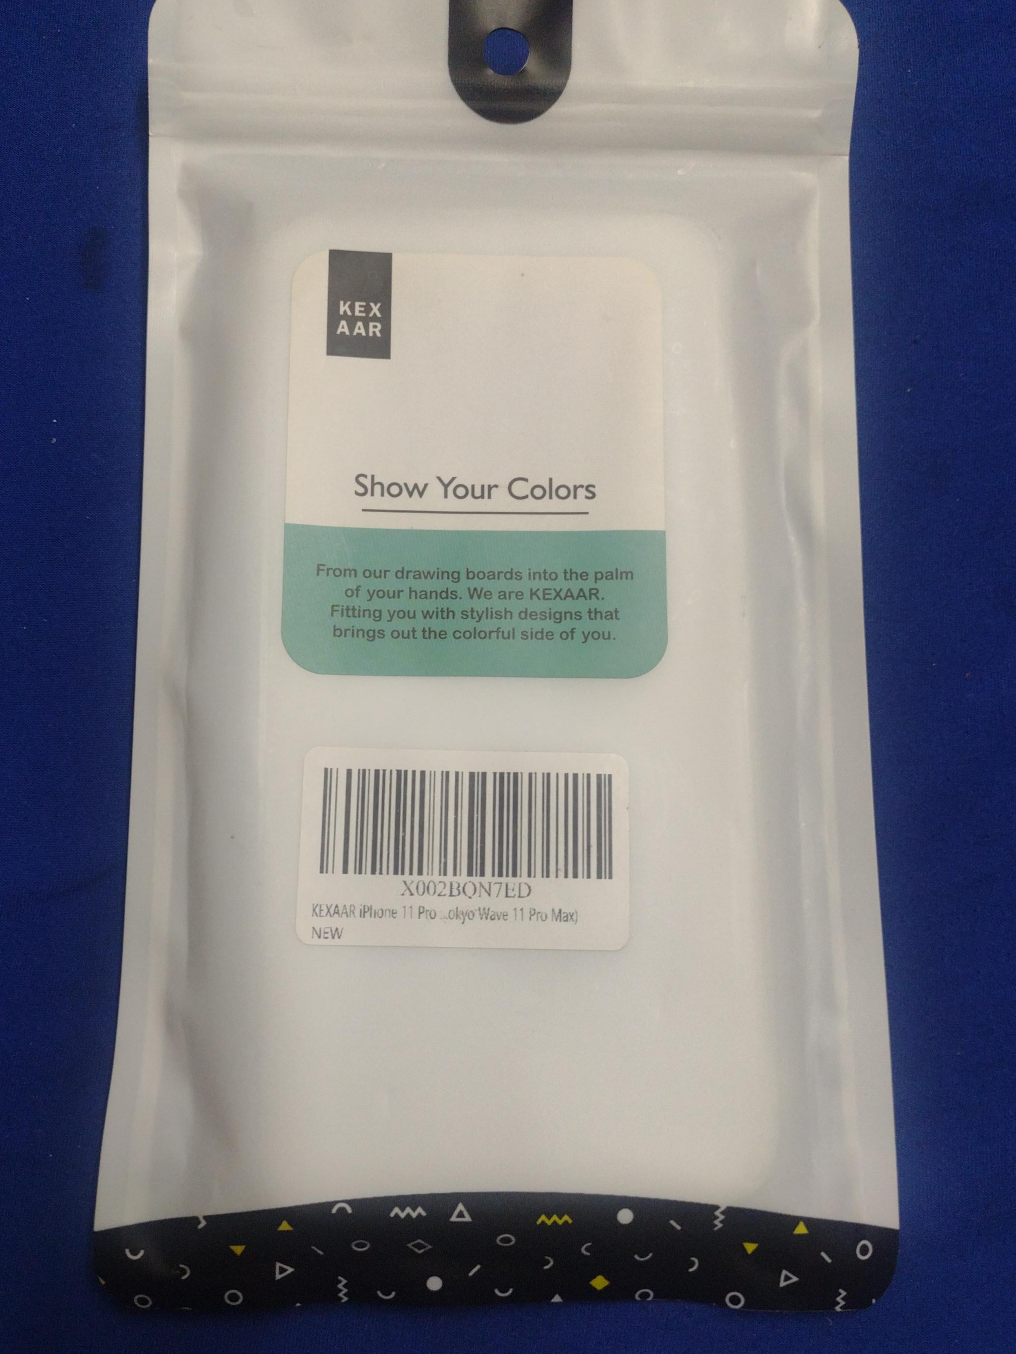 KEX
AAR
Show Your Colors
From our drawing boards into the palm
of your hands. We are KEXAAR.
Fitting you with stylish designs that
brings out the colorful side of you.
X002BQN7ED
KEXAAR iPhone 11 Pro ...okyo Wave 11 Pro Max)
NEW